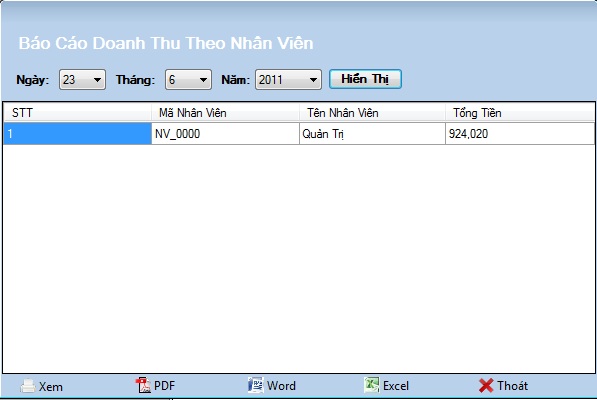 Báo Cáo Doanh Thu Theo Nhân Viên
Ngày: 23 Tháng: 6 Năm: 2011 Hiển Thị
STT Mã Nhân Viên Tên Nhân Viên Tổng Tiền
1 NV_0000 Quản Trị 924,020
Xem PDF Word Excel Thoát